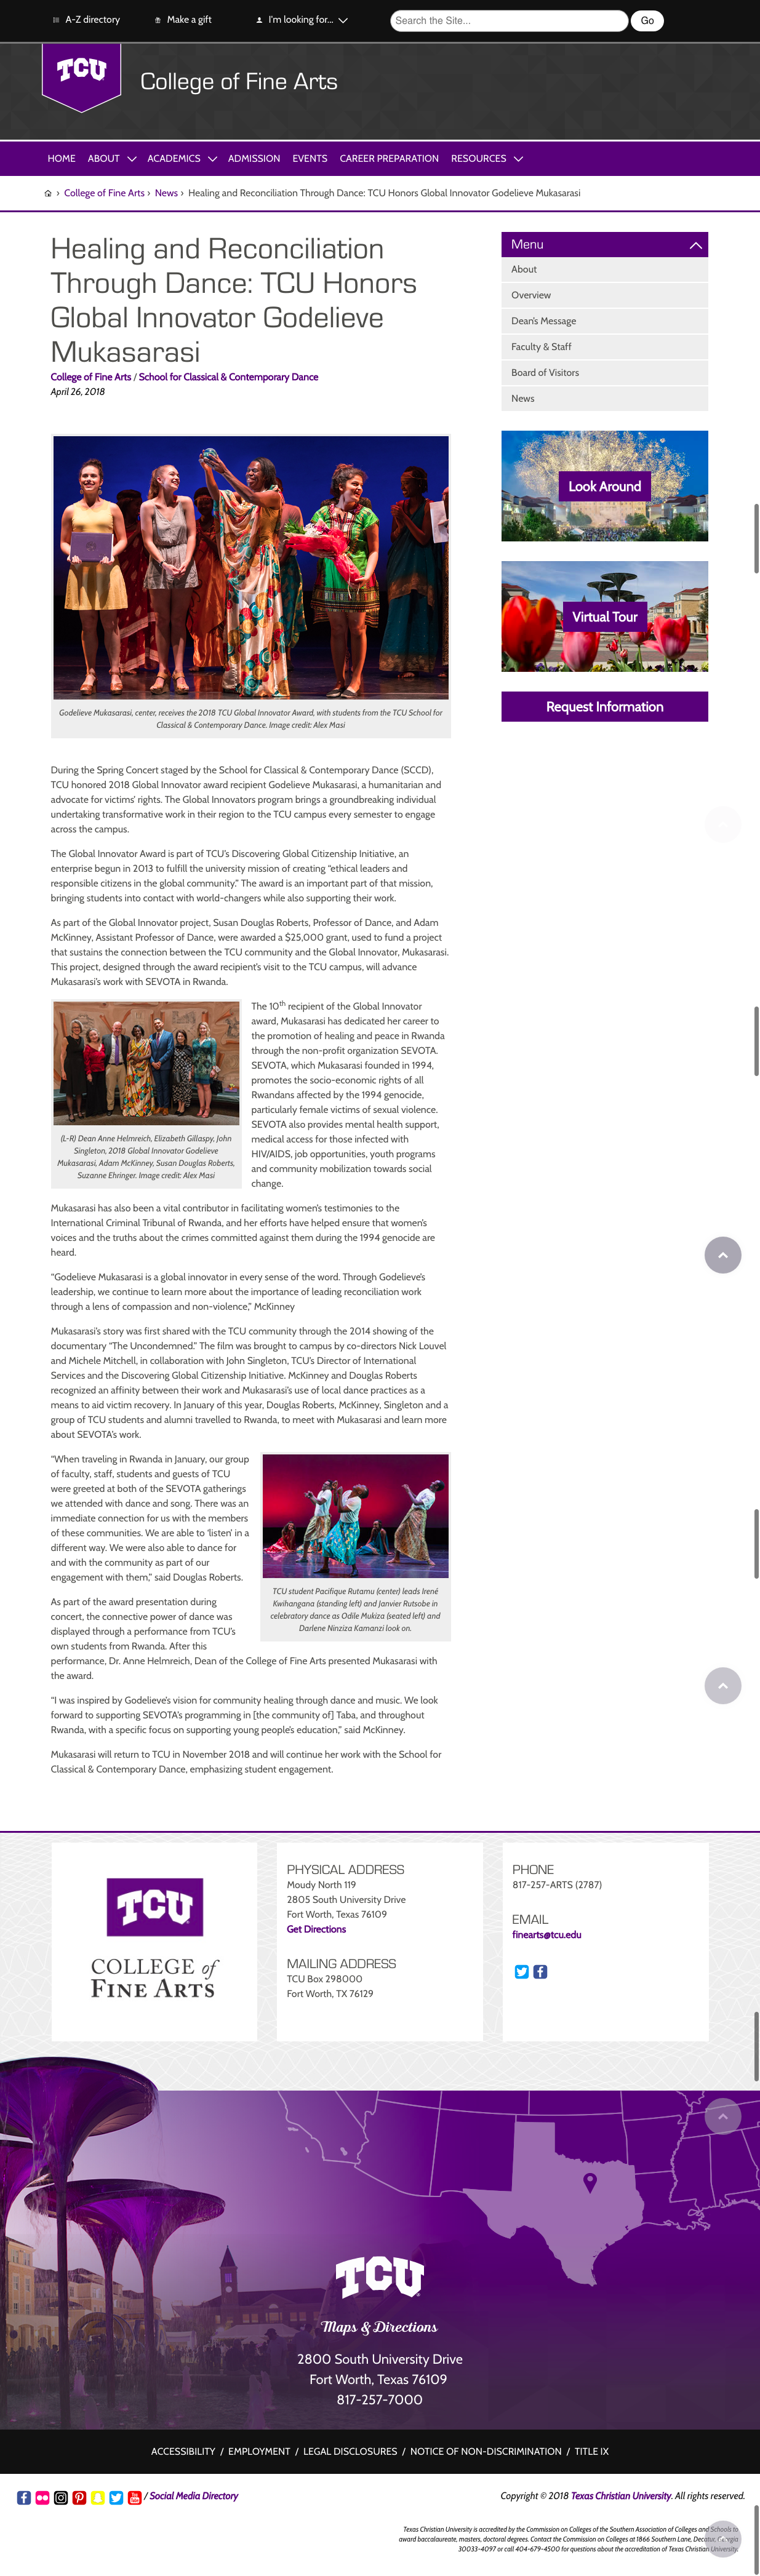 A-Z directory
Make a gift
I'm looking for...
Search the Site...
Go
TCU
College of Fine Arts
HOME
ABOUT
ACADEMICS
ADMISSION
EVENTS
CAREER PREPARATION
RESOURCES
› College of Fine Arts › News › Healing and Reconciliation Through Dance: TCU Honors Global Innovator Godelieve Mukasarasi
Healing and Reconciliation
Through Dance: TCU Honors
Global Innovator Godelieve
Mukasarasi
College of Fine Arts / School for Classical & Contemporary Dance
April 26, 2018
Menu
About
Overview
Dean's Message
Faculty & Staff
Board of Visitors
News
Look Around
Virtual Tour
Request Information
Godelieve Mukasarasi, center, receives the 2018 TCU Global Innovator Award, with students from the TCU School for
Classical & Contemporary Dance. Image credit: Alex Masi
During the Spring Concert staged by the School for Classical & Contemporary Dance (SCCD),
TCU honored 2018 Global Innovator award recipient Godelieve Mukasarasi, a humanitarian and
advocate for victims' rights. The Global Innovators program brings a groundbreaking individual
undertaking transformative work in their region to the TCU campus every semester to engage
across the campus.
The Global Innovator Award is part of TCU's Discovering Global Citizenship Initiative, an
enterprise begun in 2013 to fulfill the university mission of creating "ethical leaders and
responsible citizens in the global community." The award is an important part of that mission,
bringing students into contact with world-changers while also supporting their work.
As part of the Global Innovator project, Susan Douglas Roberts, Professor of Dance, and Adam
McKinney, Assistant Professor of Dance, were awarded a $25,000 grant, used to fund a project
that sustains the connection between the TCU community and the Global Innovator, Mukasarasi.
This project, designed through the award recipient's visit to the TCU campus, will advance
Mukasarasi's work with SEVOTA in Rwanda.
The 10th recipient of the Global Innovator
award, Mukasarasi has dedicated her career to
the promotion of healing and peace in Rwanda
through the non-profit organization SEVOTA.
SEVOTA, which Mukasarasi founded in 1994,
promotes the socio-economic rights of all
Rwandans affected by the 1994 genocide,
particularly female victims of sexual violence.
SEVOTA also provides mental health support,
medical access for those infected with
HIV/AIDS, job opportunities, youth programs
and community mobilization towards social
change.
(L-R) Dean Anne Helmreich, Elizabeth Gillaspy, John
Singleton, 2018 Global Innovator Godelieve
Mukasarasi, Adam McKinney, Susan Douglas Roberts,
Suzanne Ehringer. Image credit: Alex Masi
Mukasarasi has also been a vital contributor in facilitating women's testimonies to the
International Criminal Tribunal of Rwanda, and her efforts have helped ensure that women's
voices and the truths about the crimes committed against them during the 1994 genocide are
heard.
"Godelieve Mukasarasi is a global innovator in every sense of the word. Through Godelieve's
leadership, we continue to learn more about the importance of leading reconciliation work
through a lens of compassion and non-violence," McKinney
Mukasarasi's story was first shared with the TCU community through the 2014 showing of the
documentary "The Uncondemned." The film was brought to campus by co-directors Nick Louvel
and Michele Mitchell, in collaboration with John Singleton, TCU's Director of International
Services and the Discovering Global Citizenship Initiative. McKinney and Douglas Roberts
recognized an affinity between their work and Mukasarasi's use of local dance practices as a
means to aid victim recovery. In January of this year, Douglas Roberts, McKinney, Singleton and a
group of TCU students and alumni travelled to Rwanda, to meet with Mukasarasi and learn more
about SEVOTA's work.
"When traveling in Rwanda in January, our group
of faculty, staff, students and guests of TCU
were greeted at both of the SEVOTA gatherings
we attended with dance and song. There was an
immediate connection for us with the members
of these communities. We are able to 'listen' in a
different way. We were also able to dance for
and with the community as part of our
engagement with them," said Douglas Roberts.
TCU student Pacifique Rutamu (center) leads Irené
Kwihangana (standing left) and Janvier Rutsobe in
celebratory dance as Odile Mukiza (seated left) and
Darlene Ninziza Kamanzi look on.
As part of the award presentation during
concert, the connective power of dance was
displayed through a performance from TCU's
own students from Rwanda. After this
performance, Dr. Anne Helmreich, Dean of the College of Fine Arts presented Mukasarasi with
the award.
"I was inspired by Godelieve's vision for community healing through dance and music. We look
forward to supporting SEVOTA's programming in [the community of] Taba, and throughout
Rwanda, with a specific focus on supporting young people's education," said McKinney.
Mukasarasi will return to TCU in November 2018 and will continue her work with the School for
Classical & Contemporary Dance, emphasizing student engagement.
TCU
COLLEGE of
FINE ARTS
PHYSICAL ADDRESS
Moudy North 119
2805 South University Drive
Fort Worth, Texas 76109
Get Directions
MAILING ADDRESS
TCU Box 298000
Fort Worth, TX 76129
PHONE
817-257-ARTS (2787)
EMAIL
finearts@tcu.edu
TCU
Maps & Directions
2800 South University Drive
Fort Worth, Texas 76109
817-257-7000
ACCESSIBILITY / EMPLOYMENT / LEGAL DISCLOSURES / NOTICE OF NON-DISCRIMINATION / TITLE IX
/ Social Media Directory
Copyright © 2018 Texas Christian University. All rights reserved.
Texas Christian University is accredited by the Commission on Colleges of the Southern Association of Colleges and Schools to
award baccalaureate, masters, doctoral degrees. Contact the Commission on Colleges at 1866 Southern Lane, Decatur, Georgia
30033-4097 or call 404-679-4500 for questions about the accreditation of Texas Christian University.